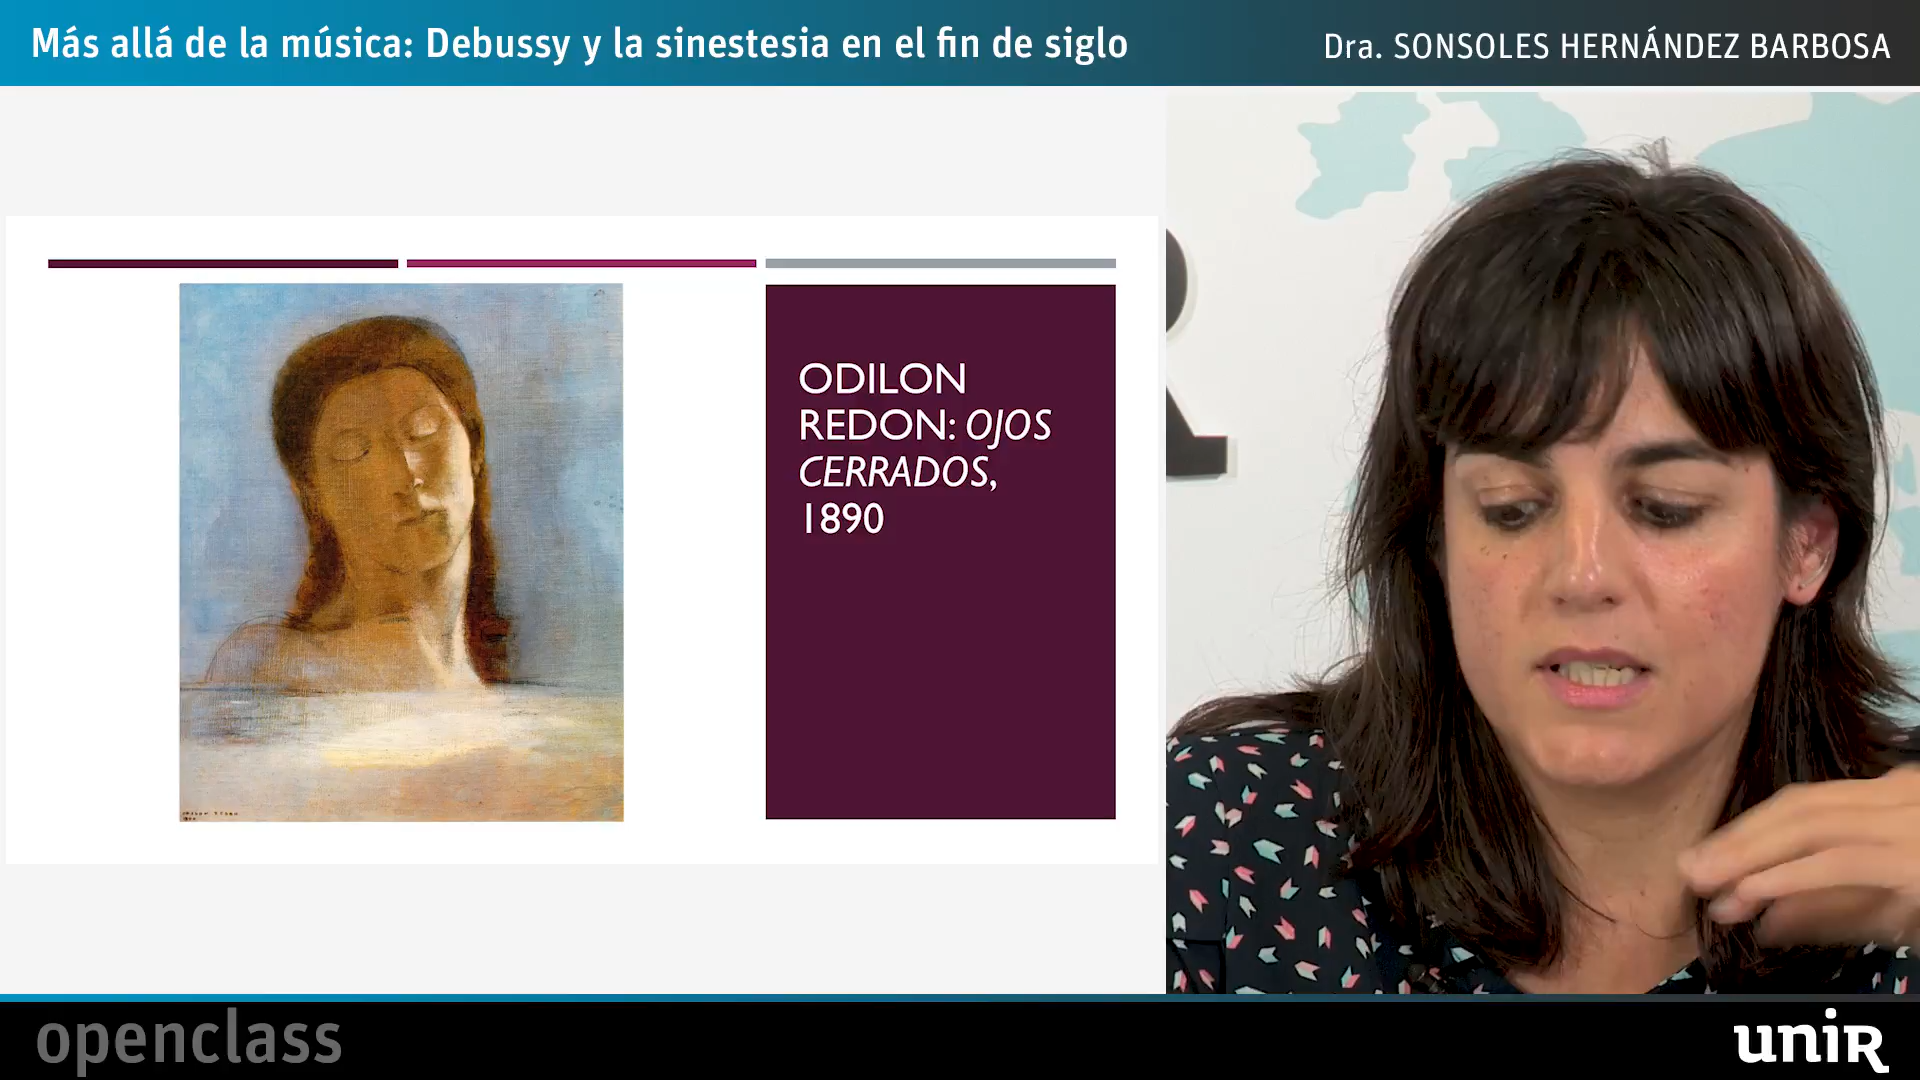 Más allá de la música: Debussy y la sinestesia en el fin de siglo
Dra. SONSOLES HERNÁNDEZ BARBOSA
ODILON
REDON: OJOS
CERRADOS,
1890
R
openclass
unir